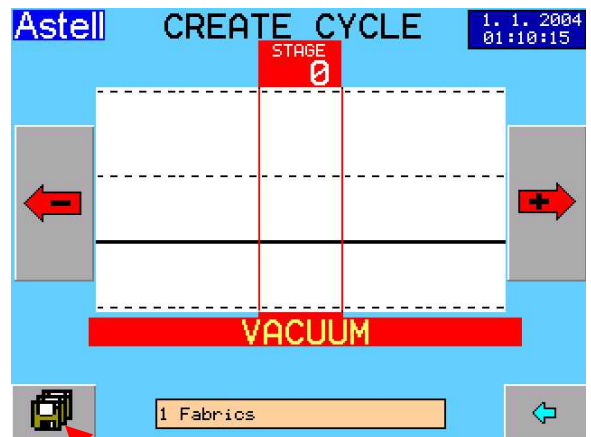 Astell
CREATE CYCLE
1. 1. 2004
01:10:15
STAGE
0
VACUUM
1 Fabrics